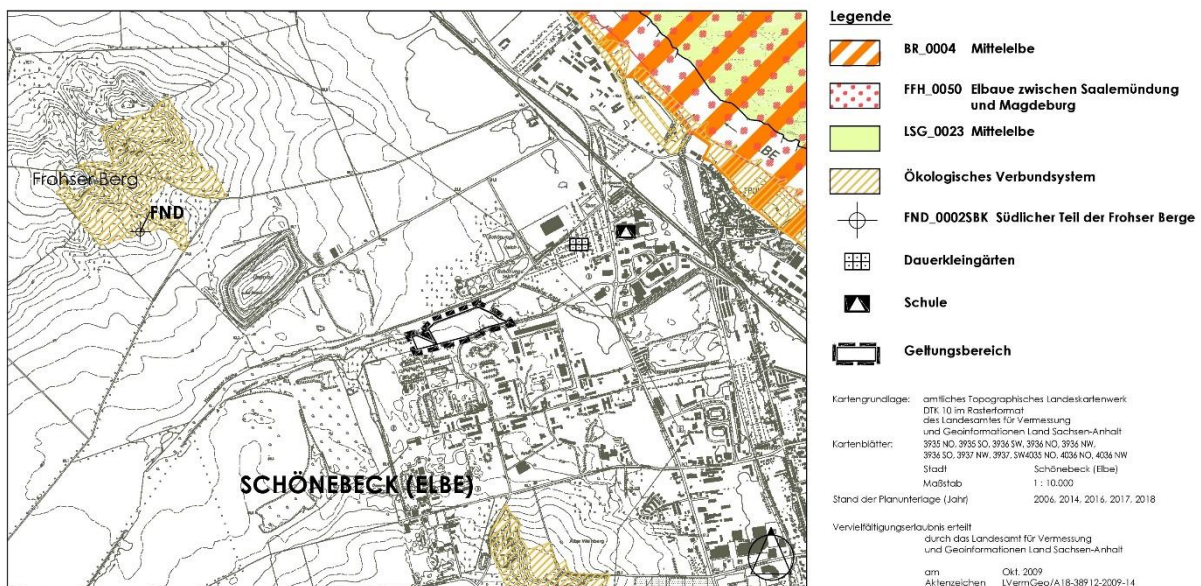 Frohser Berg
FND
BE
SCHÖNEBECK (ELBE)
Legende
BR_0004 Mittelelbe
FFH_0050 Elbaue zwischen Saalemündung
und Magdeburg
LSG_0023 Mittelelbe
Ökologisches Verbundsystem
FND_0002SBK Südlicher Teil der Frohser Berge
Dauerkleingärten
Schule
Geltungsbereich
Kartengrundlage: amtliches Topographisches Landeskartenwerk
DTK 10 im Rasterformat
des Landesamtes für Vermessung
und Geoinformationen Land Sachsen-Anhalt
Kartenblätter: 3935 NO, 3935 SO, 3936 SW, 3936 NO, 3936 NW,
3936 SO, 3937 NW, 3937, SW4035 NO, 4036 NO, 4036 NW
Stadt Schönebeck (Elbe)
Maßstab 1 : 10.000
Stand der Planunterlage (Jahr) 2006, 2014, 2016, 2017, 2018
Vervielfältigungserlaubnis erteilt
durch das Landesamt für Vermessung
und Geoinformationen Land Sachsen-Anhalt
am Okt. 2009
Aktenzeichen LVermGeo/A18-38912-2009-14